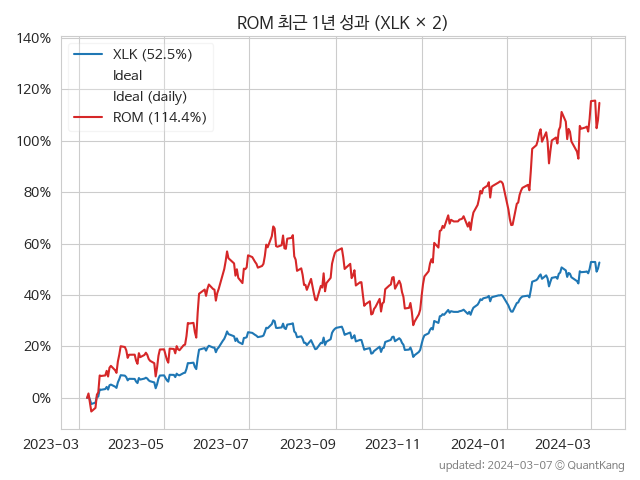 ROM 최근 1년 성과 (XLK × 2)
140%
120%
100%
80%
60%
40%
20%
0%
XLK (52.5%)
Ideal
Ideal (daily)
ROM (114.4%)
2023−03
2023−05
2023−07
2023−09
2023−11
2024−01
2024−03
updated: 2024-03-07 © QuantKang